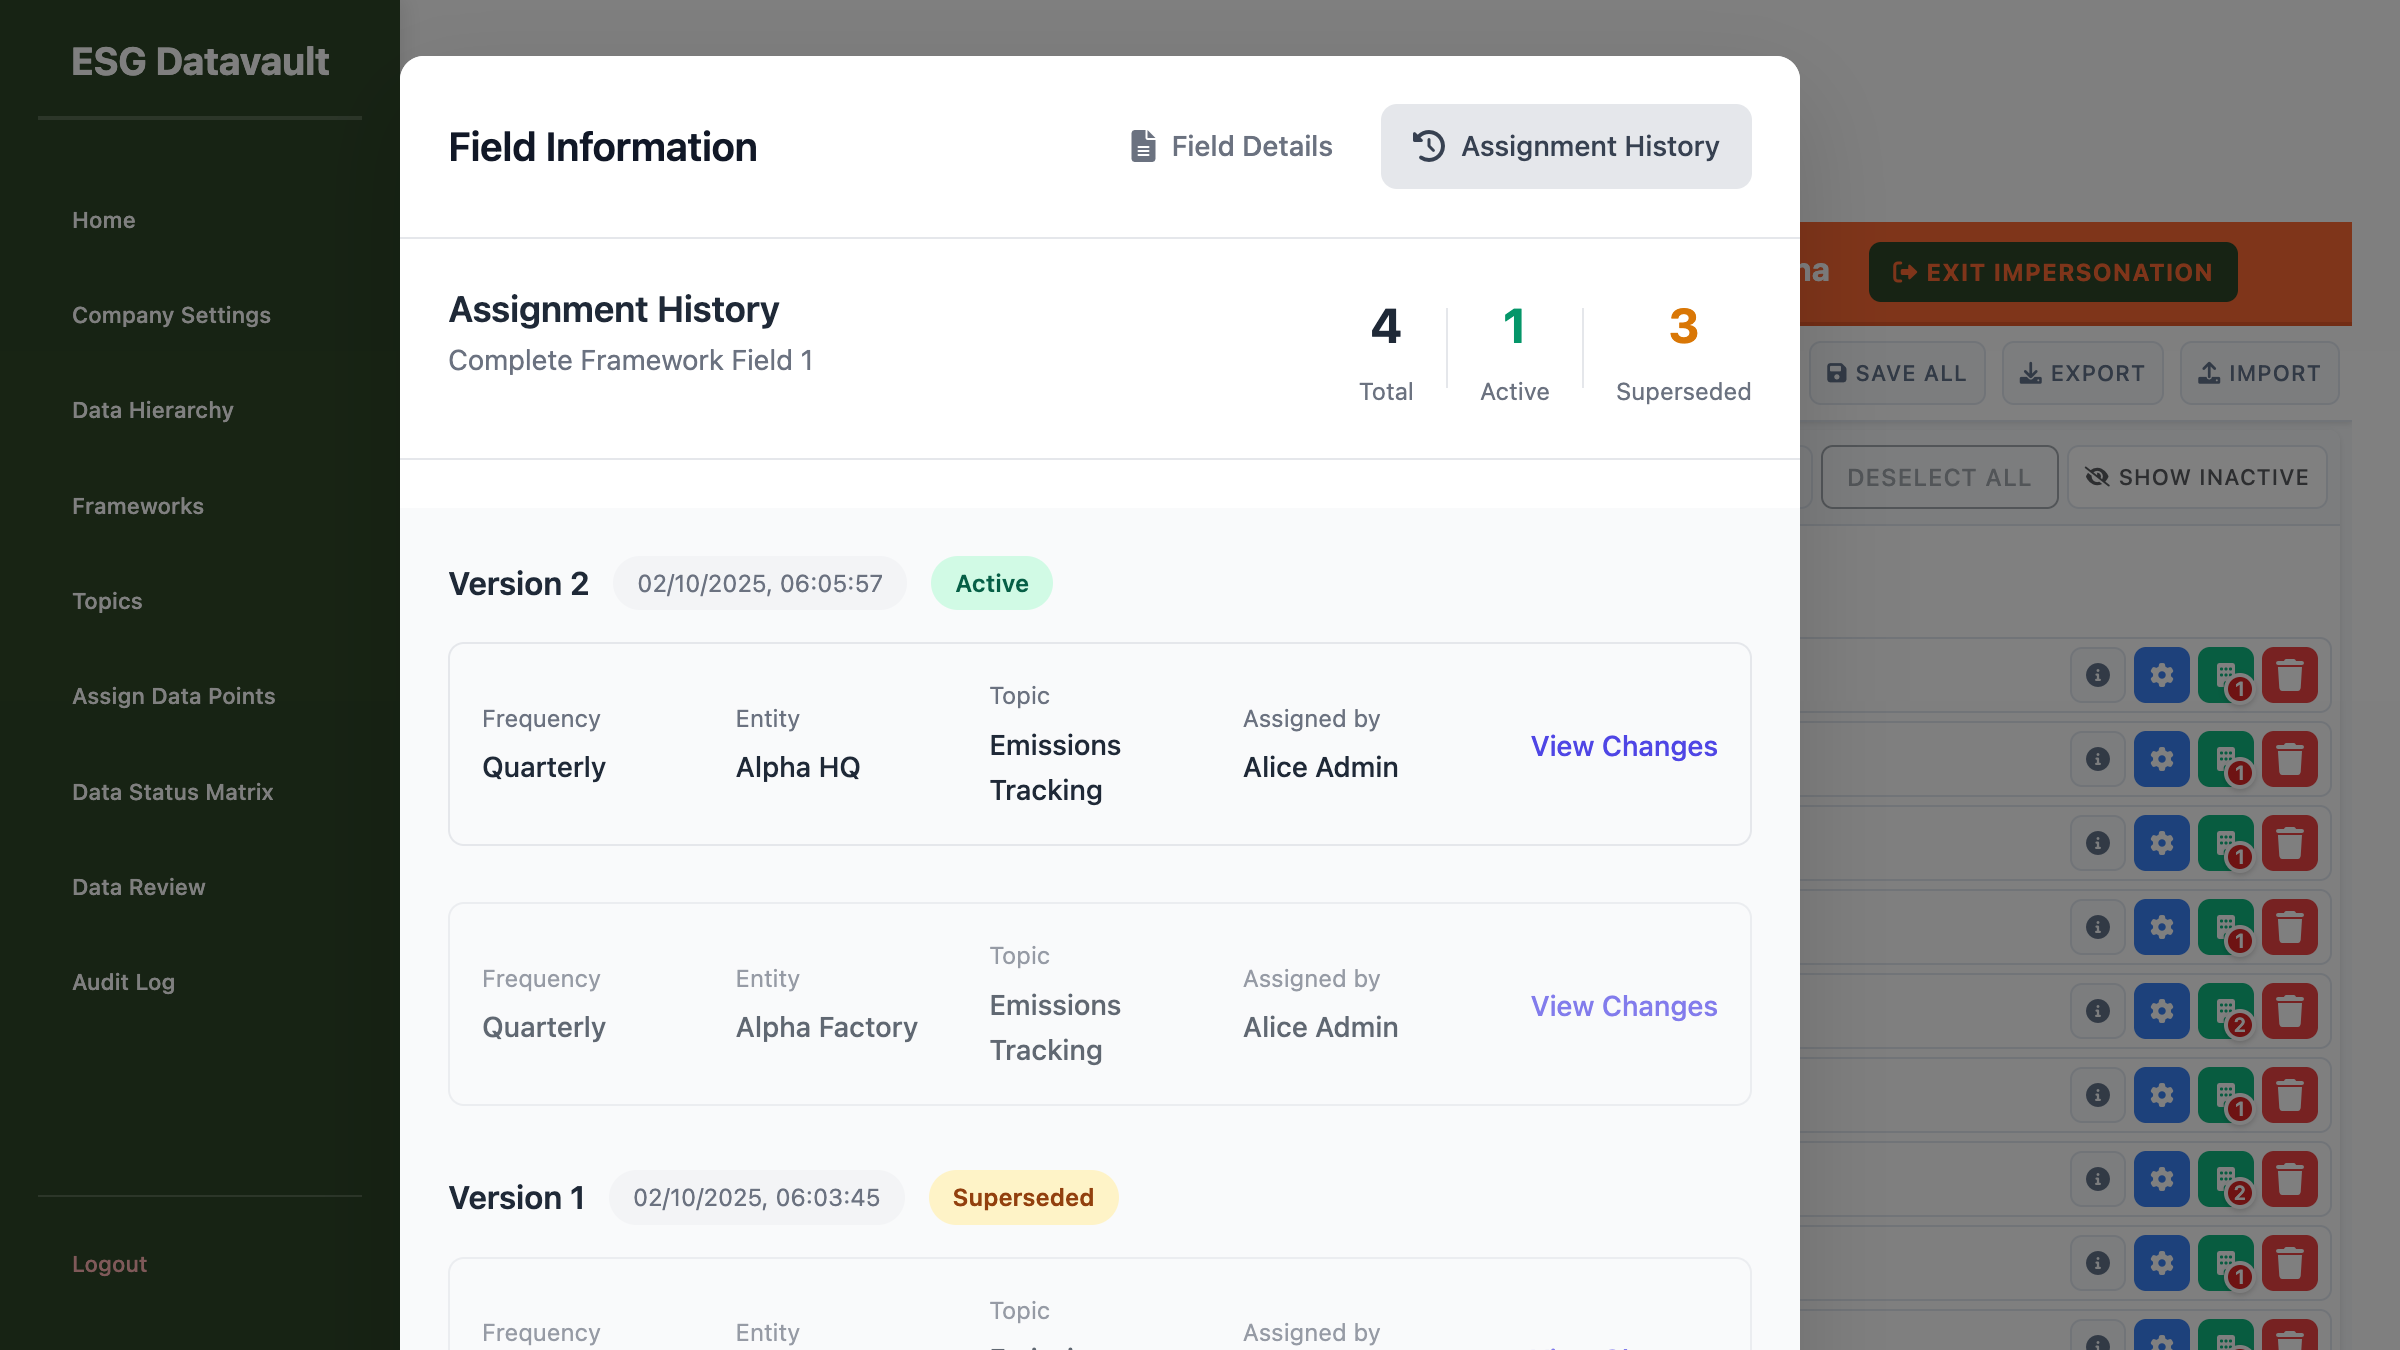 ESG Datavault
Home
Company Settings
Data Hierarchy
Frameworks
Topics
Assign Data Points
Data Status Matrix
Data Review
Audit Log
Logout
Field Information
Field Details
Assignment History
Assignment History
Complete Framework Field 1
4
Total
1
Active
3
Superseded
Version 2
02/10/2025, 06:05:57
Active
Frequency
Quarterly
Entity
Alpha HQ
Topic
Emissions
Tracking
Assigned by
Alice Admin
View Changes
Frequency
Quarterly
Entity
Alpha Factory
Topic
Emissions
Tracking
Assigned by
Alice Admin
View Changes
Version 1
02/10/2025, 06:03:45
Superseded
Frequency
Entity
Topic
Assigned by
EXIT IMPERSONATION
SAVE ALL
EXPORT
IMPORT
DESELECT ALL
SHOW INACTIVE
1
1
1
1
2
1
2
1